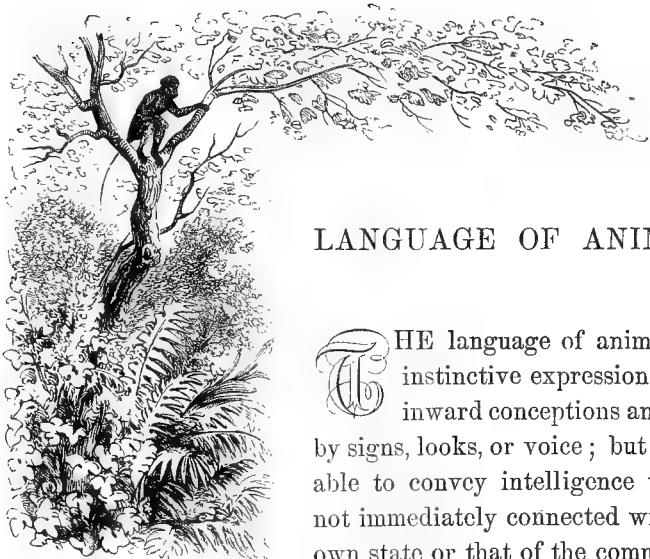 LANGUAGE OF ANIM
THE language of anim
instinctive expression
inward conceptions an
by signs, looks, or voice; but
able to convey intelligence
not immediately connected wi
own state or that of the comm